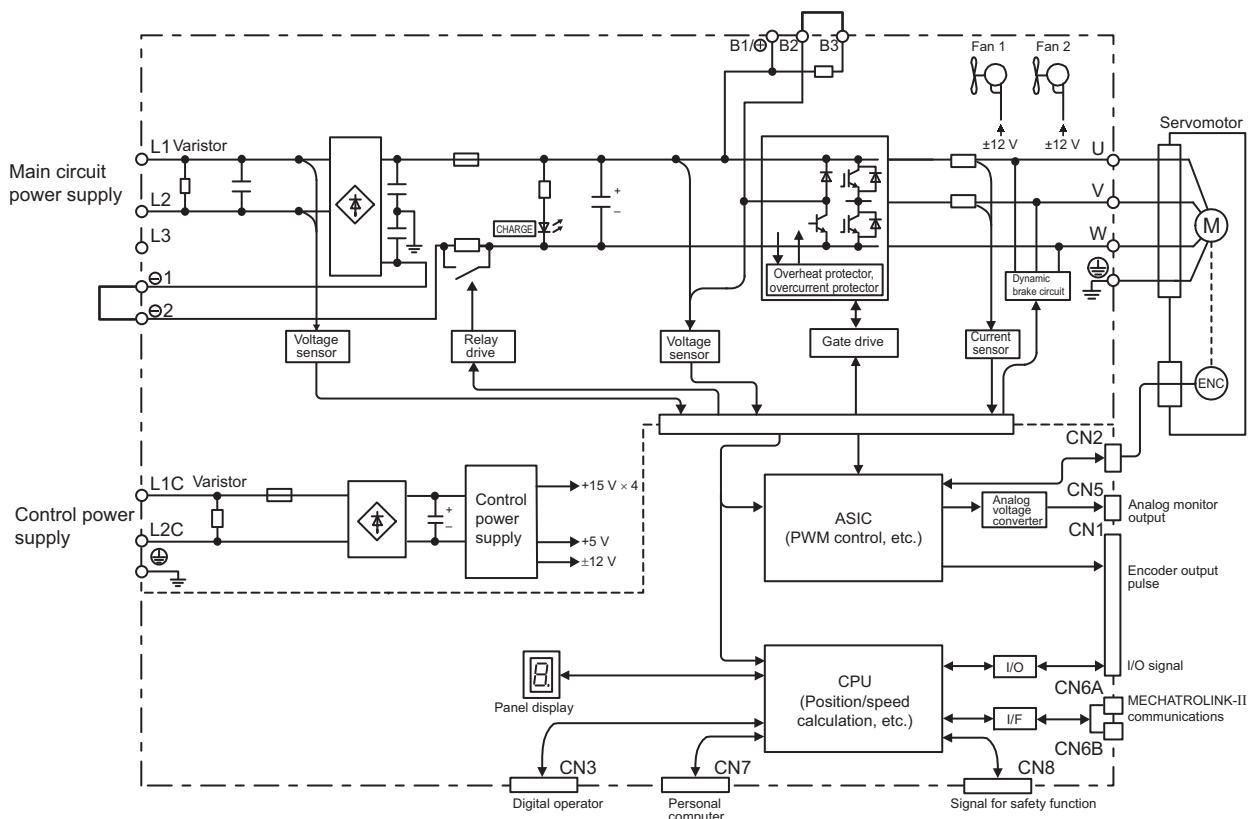 B1/⊕ B2 B3
Fan 1 Fan 2
±12 V ±12 V
Servomotor
L1 Varistor
U
Main circuit
power supply
L2
V
CHARGE
+
–
M
L3
W
Overheat protector,
overcurrent protector
Dynamic
brake circuit
⊖1
⊖2
Voltage
sensor
Relay
drive
Voltage
sensor
Gate drive
Current
sensor
ENC
CN2
L1C Varistor
+15 V × 4
Control
power
supply
+
–
Control power
supply
ASIC
(PWM control, etc.)
Analog
voltage
converter
CN5
Analog monitor
output
L2C
+5 V
±12 V
CN1
Encoder output
pulse
I/O
I/O signal
CPU
(Position/speed
calculation, etc.)
8.
Panel display
CN6A
MECHATROLINK-II
communications
I/F
CN6B
CN3
CN7
CN8
Digital operator
Personal
computer
Signal for safety function